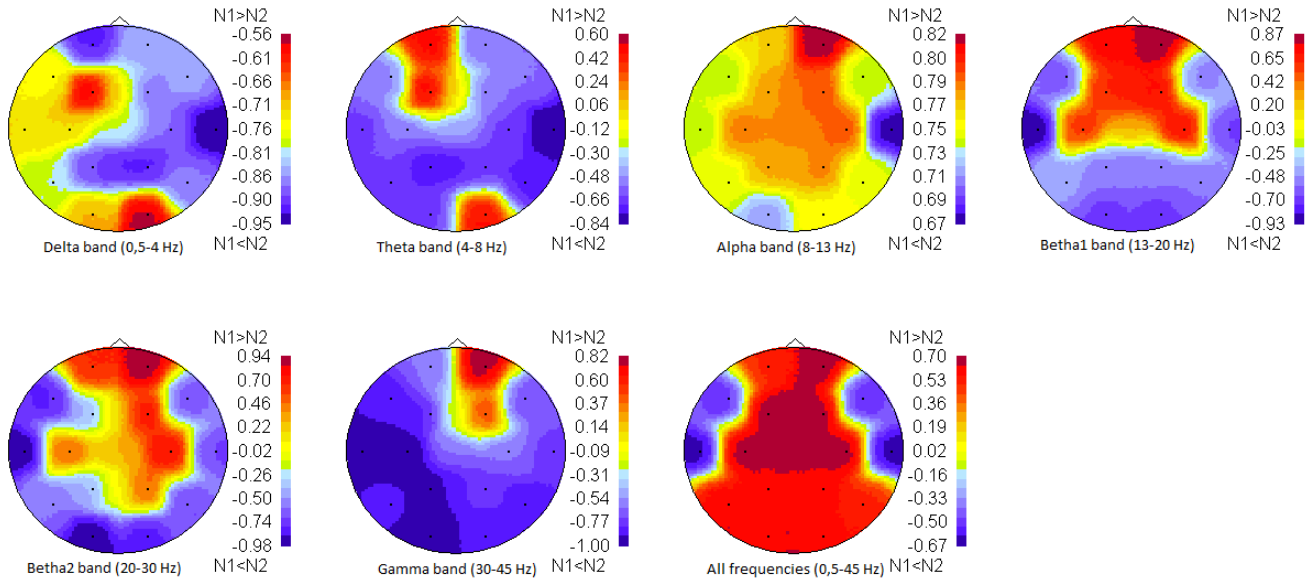 N1>N2 N1>N2 N1>N2 N1>N2
-0.56 0.60 0.82 0.87
-0.61 0.42 0.80 0.65
-0.66 0.24 0.79 0.42
-0.71 0.06 0.77 0.20
-0.76 -0.12 0.75 -0.03
-0.81 -0.30 0.73 -0.25
-0.86 -0.48 0.71 -0.48
-0.90 -0.66 0.69 -0.70
-0.95 -0.84 0.67 -0.93
N1<N2 N1<N2 N1<N2 N1<N2
Delta band (0,5-4 Hz) Theta band (4-8 Hz) Alpha band (8-13 Hz) Betha1 band (13-20 Hz)
N1>N2 N1>N2 N1>N2
0.94 0.82 0.70
0.70 0.60 0.53
0.46 0.37 0.36
0.22 0.14 0.19
-0.02 -0.09 0.02
-0.26 -0.31 -0.16
-0.50 -0.54 -0.33
-0.74 -0.77 -0.50
-0.98 -1.00 -0.67
N1<N2 N1<N2 N1<N2
Betha2 band (20-30 Hz) Gamma band (30-45 Hz) All frequencies (0,5-45 Hz)